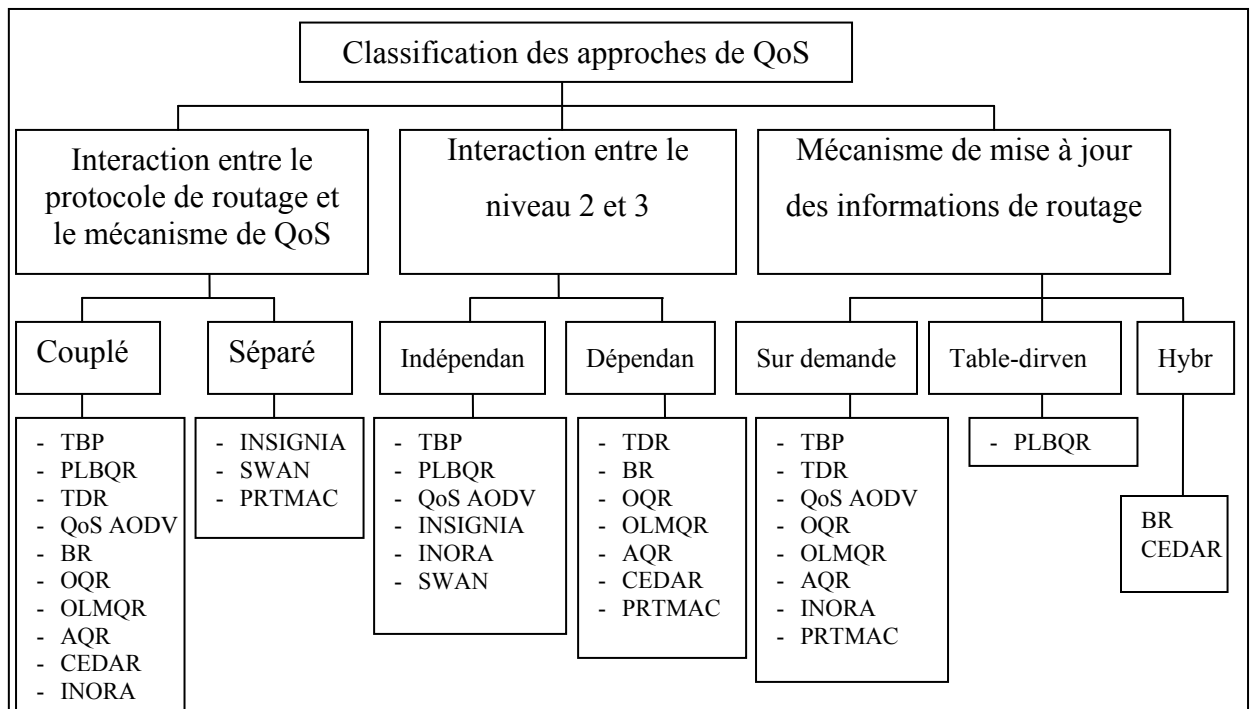 Classification des approches de QoS
Interaction entre le
protocole de routage et
le mécanisme de QoS
Interaction entre le
niveau 2 et 3
Mécanisme de mise à jour
des informations de routage
Couplé
Séparé
Indépendan
Dépendan
Sur demande
Table-dirven
Hybr
- TBP
- PLBQR
- TDR
- QoS AODV
- BR
- OQR
- OLMQR
- AQR
- CEDAR
- INORA
- INSIGNIA
- SWAN
- PRTMAC
- TBP
- PLBQR
- QoS AODV
- INSIGNIA
- INORA
- SWAN
- TDR
- BR
- OQR
- OLMQR
- AQR
- CEDAR
- PRTMAC
- TBP
- TDR
- QoS AODV
- OQR
- OLMQR
- AQR
- INORA
- PRTMAC
- PLBQR
BR
CEDAR